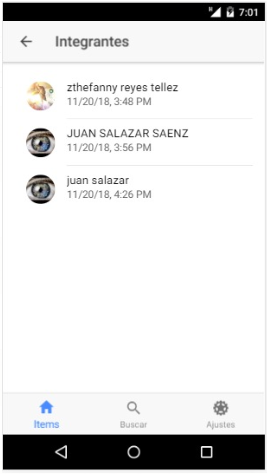 7:01
Integrantes
zthefanny reyes tellez
11/20/18, 3:48 PM
JUAN SALAZAR SAENZ
11/20/18, 3:56 PM
juan salazar
11/20/18, 4:26 PM
Items
Buscar
Ajustes